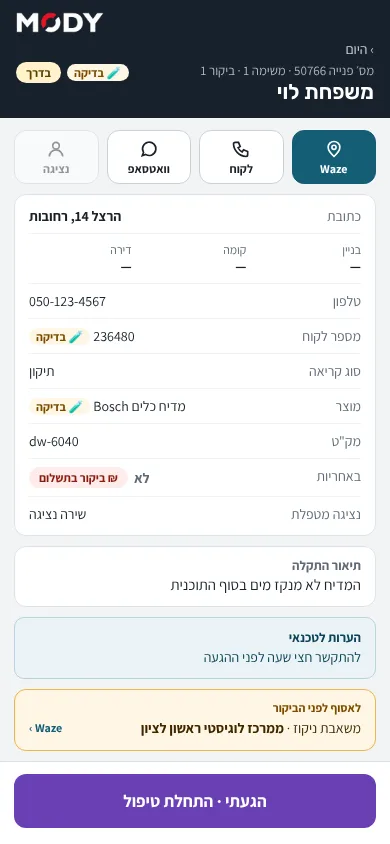 MODY
› היום
מס' פנייה 50766 · משימה 1 · ביקור 1
🧪 בדיקה
בדרך
משפחת לוי
Waze
לקוח
וואטסאפ
נציגה
כתובת הרצל 14, רחובות
בניין קומה דירה
— — —
טלפון 050-123-4567
מספר לקוח 236480 🧪 בדיקה
סוג קריאה תיקון
מוצר מדיח כלים Bosch 🧪 בדיקה
מק"ט dw-6040
באחריות לא ₪ ביקור בתשלום
נציגה מטפלת שירה נציגה
תיאור התקלה
המדיח לא מנקז מים בסוף התוכנית
הערות לטכנאי
להתקשר חצי שעה לפני ההגעה
לאסוף לפני הביקור
משאבת ניקוז · ממרכז לוגיסטי ראשון לציון Waze ›
הגעתי · התחלת טיפול